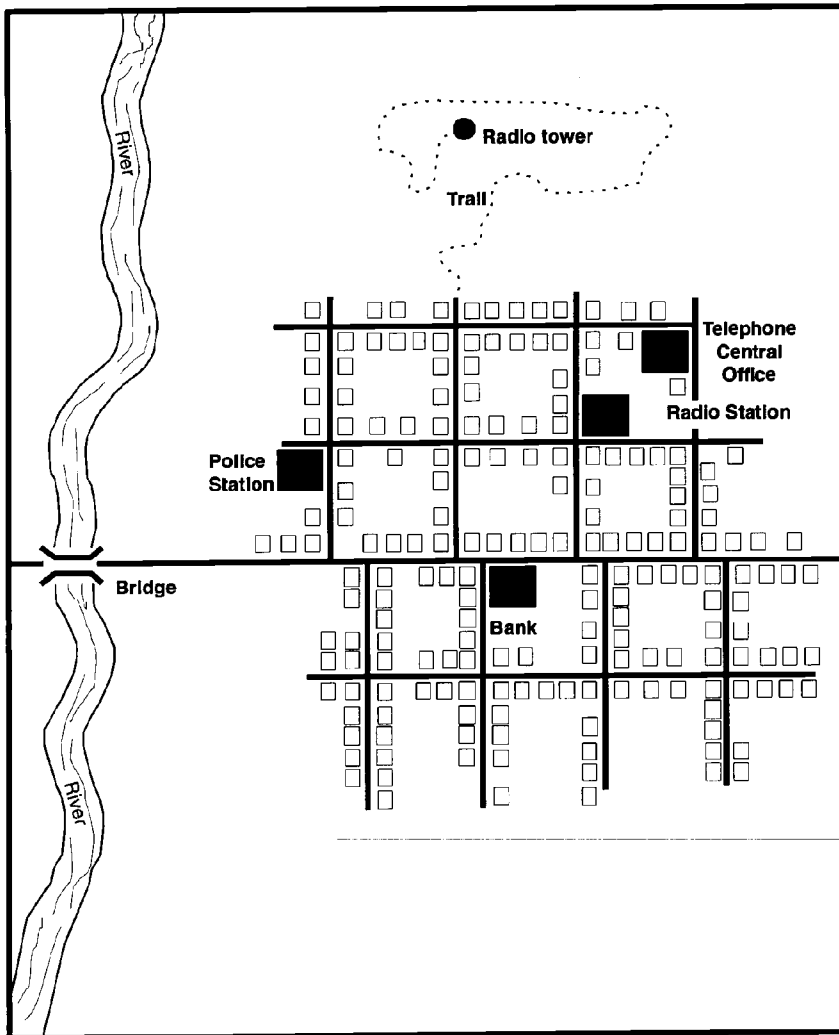 River
Radio tower
Trail
Telephone
Central
Office
Radio Station
Police
Station
Bridge
Bank
River